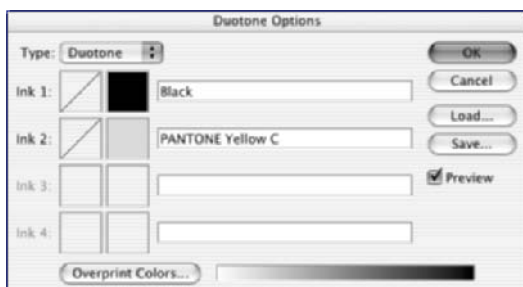 Duotone Options
Type: Duotone
OK
Ink 1: Black
Cancel
Load...
Ink 2: PANTONE Yellow C
Save...
Preview
Ink 3:
Ink 4:
Overprint Colors...